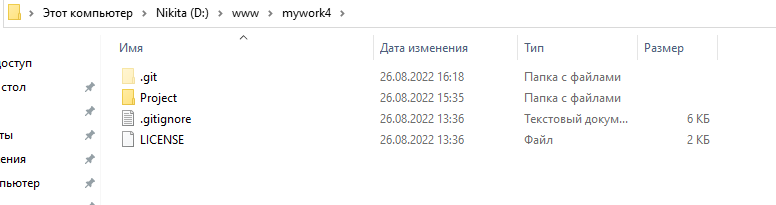 Этот компьютер > Nikita (D:) > www > mywork4 >
Имя Дата изменения Тип Размер
доступ
.git 26.08.2022 16:18 Папка с файлами
стол
Project 26.08.2022 15:35 Папка с файлами
.gitignore 26.08.2022 13:36 Текстовый докум... 6 КБ
ты
LICENSE 26.08.2022 13:36 Файл 2 КБ
ения
пьютер